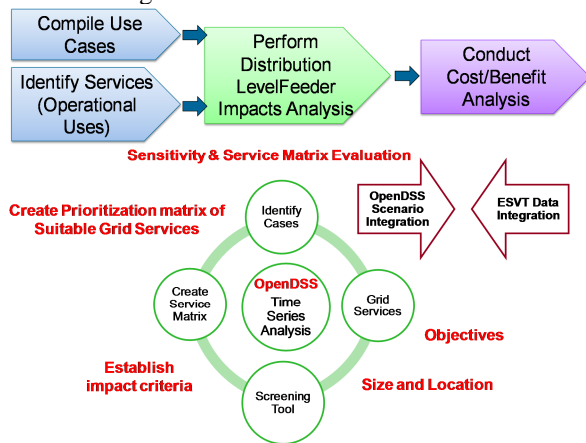 Compile Use
Cases
Identify Services
(Operational
Uses)
Perform
Distribution
LevelFeeder
Impacts Analysis
Conduct
Cost/Benefit
Analysis
Sensitivity & Service Matrix Evaluation
Create Prioritization matrix of
Suitable Grid Services
Identify
Cases
OpenDSS
Scenario
Integration
ESVT Data
Integration
Create
Service
Matrix
OpenDSS
Time
Series
Analysis
Grid
Services
Objectives
Establish
impact criteria
Size and Location
Screening
Tool